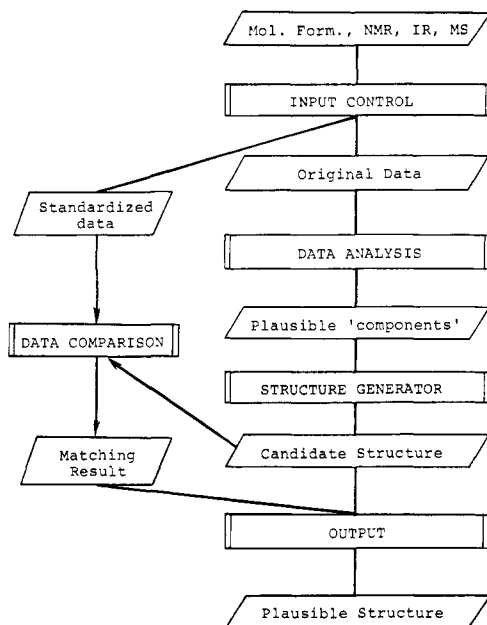 Mol. Form., NMR, IR, MS
INPUT CONTROL
Original Data
Standardized
data
DATA ANALYSIS
Plausible 'components'
DATA COMPARISON
STRUCTURE GENERATOR
Matching
Result
Candidate Structure
OUTPUT
Plausible Structure